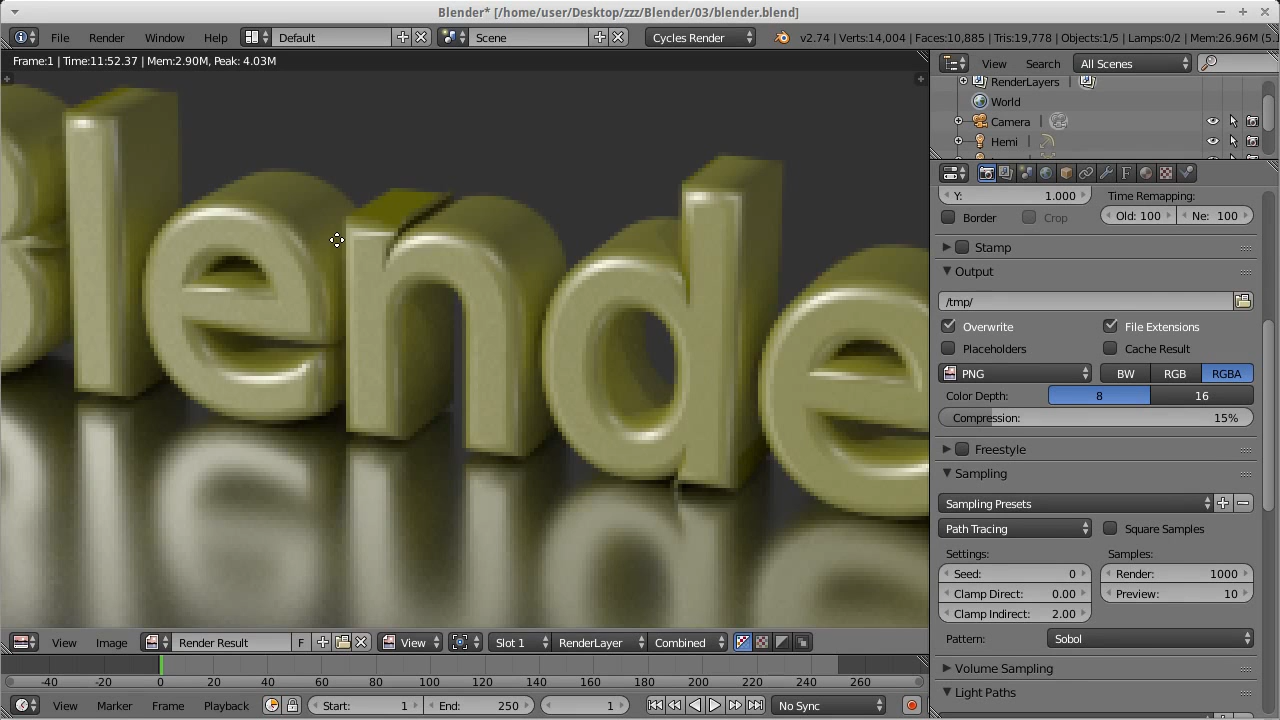 Blender* [/home/user/Desktop/zzz/Blender/03/blender.blend]
File Render Window Help Default Scene Cycles Render v2.74 | Verts:14,004 | Faces:10,885 | Tris:19,778 | Objects:1/5 | Lamps:0/2 | Mem:26.96M (5.
Frame:1 | Time:11:52.37 | Mem:2.90M, Peak: 4.03M
View Search All Scenes
RenderLayers
World
Camera
Hemi
Y: 1.000
Time Remapping:
Border Crop Old: 100 Ne: 100
Stamp
Output
/tmp/
Overwrite File Extensions
Placeholders Cache Result
PNG BW RGB RGBA
Color Depth: 8 16
Compression: 15%
Freestyle
Sampling
Sampling Presets
Path Tracing Square Samples
Settings: Samples:
Seed: 0 Render: 1000
Clamp Direct: 0.00 Preview: 10
Clamp Indirect: 2.00
Pattern: Sobol
Volume Sampling
Light Paths
Blende
View Image Render Result F View Slot 1 RenderLayer Combined
-40 -20 0 20 40 60 80 100 120 140 160 180 200 220 240 260
View Marker Frame Playback Start: 1 End: 250 1 No Sync